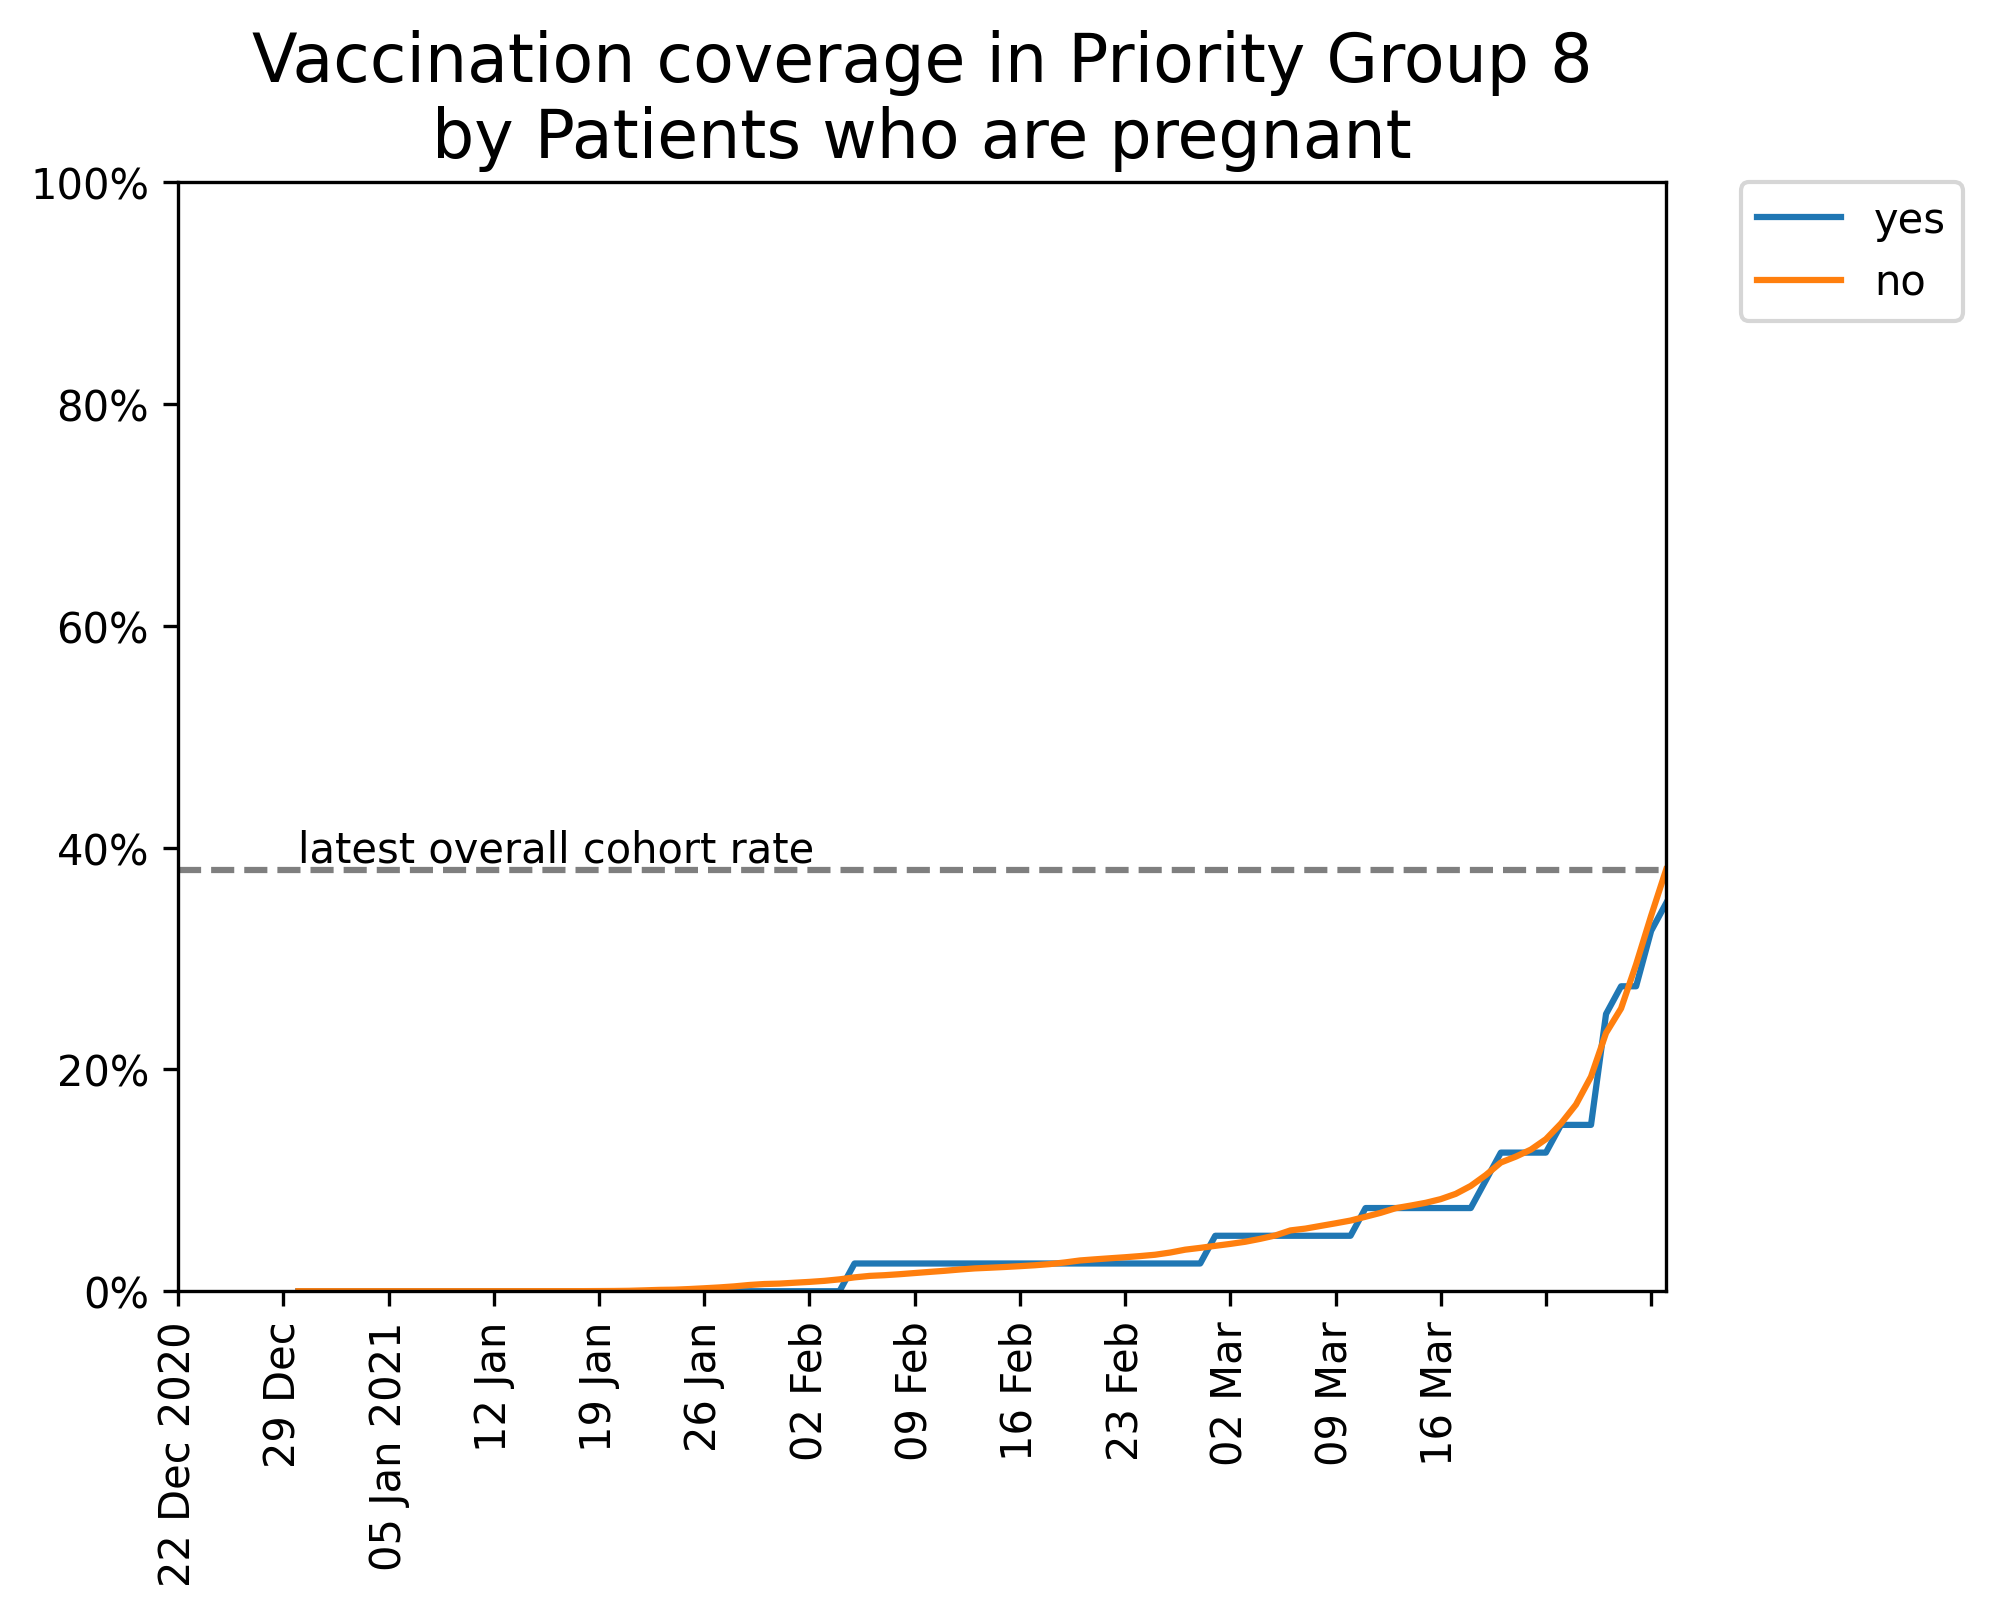 Vaccination coverage in Priority Group 8
by Patients who are pregnant
100%
80%
60%
40%
20%
0%
latest overall cohort rate
yes
no
22 Dec 2020
29 Dec
05 Jan 2021
12 Jan
19 Jan
26 Jan
02 Feb
09 Feb
16 Feb
23 Feb
02 Mar
09 Mar
16 Mar